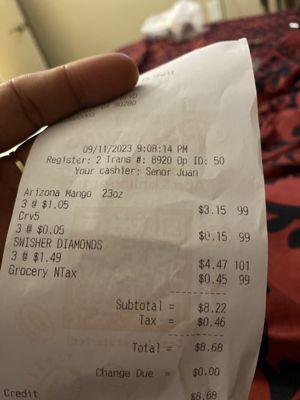 90280
09/11/2023 9:08:14 PM
Register: 2 Trans #: 8920 Op ID: 50
Your cashier: Senor Juan
Arizona Mango 23oz
3 @ $1.05 $3.15 99
Crv5
3 @ $0.05 $0.15 99
SWISHER DIAMONDS
3 @ $1.49 $4.47 101
Grocery NTax $0.45 99
Subtotal = $8.22
Tax = $0.46
Total = $8.68
Change Due = $0.00
Credit $8.68